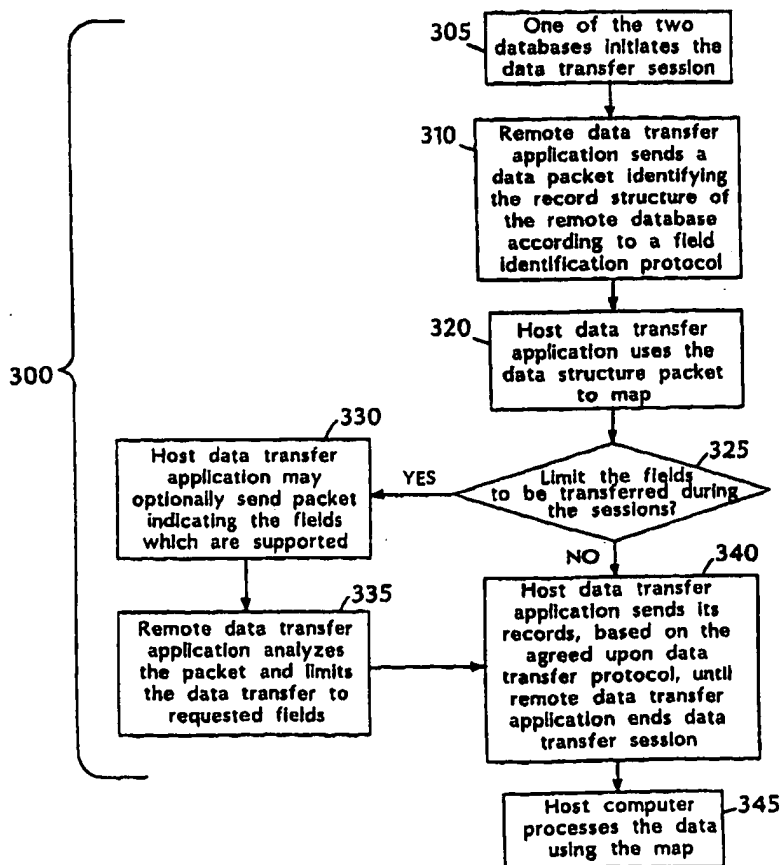 305
One of the two
databases initiates the
data transfer session
310
Remote data transfer
application sends a
data packet identifying
the record structure of
the remote database
according to a field
identification protocol
320
Host data transfer
application uses the
data structure packet
to map
300
325
Limit the fields
to be transferred during
the sessions?
YES
NO
330
Host data transfer
application may
optionally send packet
indicating the fields
which are supported
335
Remote data transfer
application analyzes
the packet and limits
the data transfer to
requested fields
340
Host data transfer
application sends its
records, based on the
agreed upon data
transfer protocol, until
remote data transfer
application ends data
transfer session
345
Host computer
processes the data
using the map